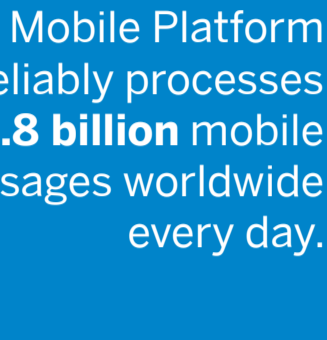 Mobile Platform
eliably processes
.8 billion mobile
sages worldwide
every day.